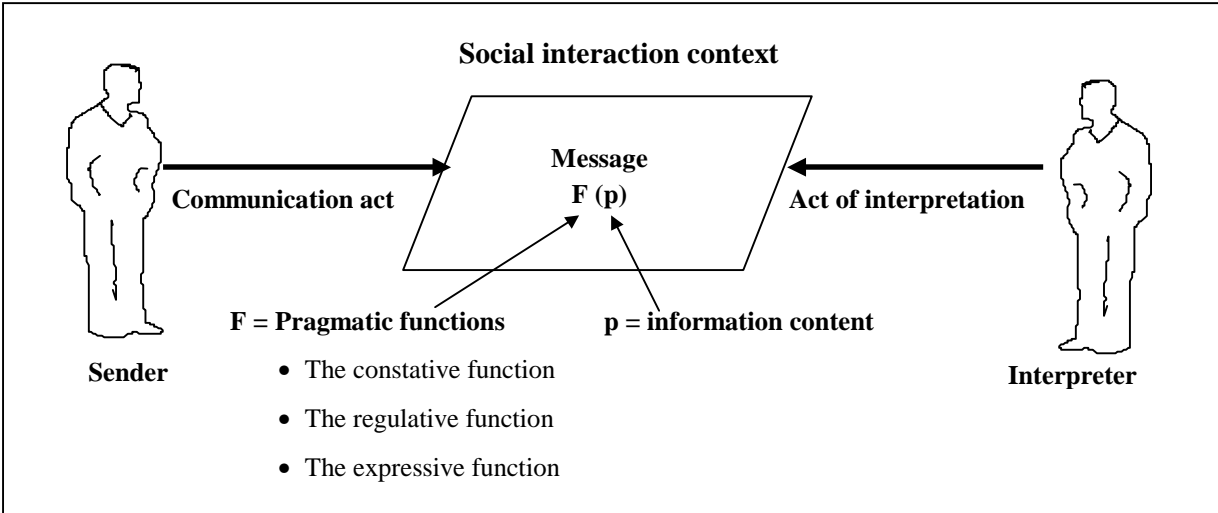 Social interaction context
Message
F (p)
Communication act
Act of interpretation
F = Pragmatic functions
p = information content
Sender
• The constative function
Interpreter
• The regulative function
• The expressive function